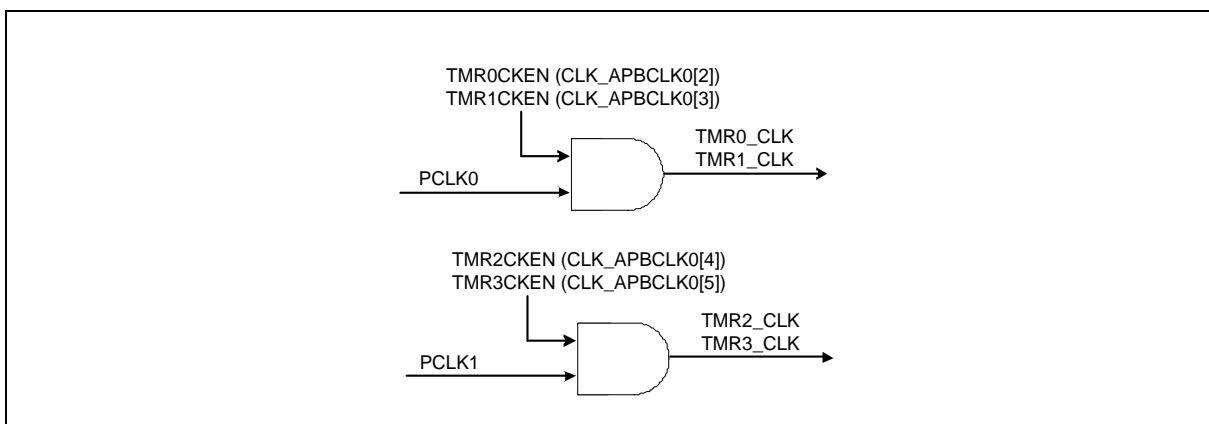 TMR0CKEN (CLK_APBCLK0[2])
TMR1CKEN (CLK_APBCLK0[3])
TMR0_CLK
TMR1_CLK
PCLK0
TMR2CKEN (CLK_APBCLK0[4])
TMR3CKEN (CLK_APBCLK0[5])
TMR2_CLK
TMR3_CLK
PCLK1